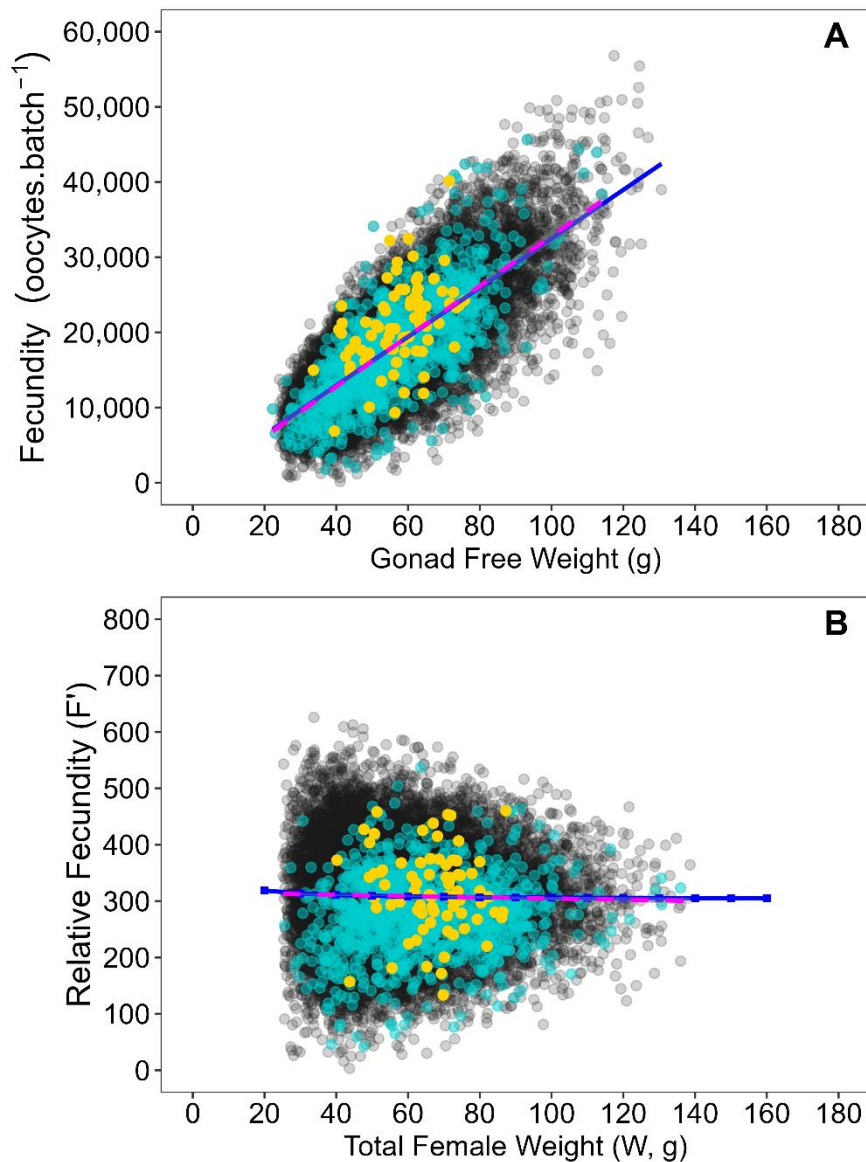 A
60,000
50,000
40,000
30,000
20,000
10,000
0
Fecundity (oocytes.batch⁻¹)
0 20 40 60 80 100 120 140 160 180
Gonad Free Weight (g)
B
800
700
600
500
400
300
200
100
0
Relative Fecundity (F')
0 20 40 60 80 100 120 140 160 180
Total Female Weight (W, g)